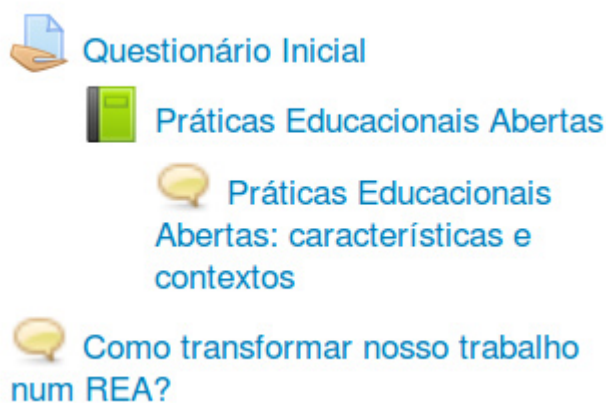 Questionário Inicial
Práticas Educacionais Abertas
Práticas Educacionais
Abertas: características e
contextos
Como transformar nosso trabalho
num REA?